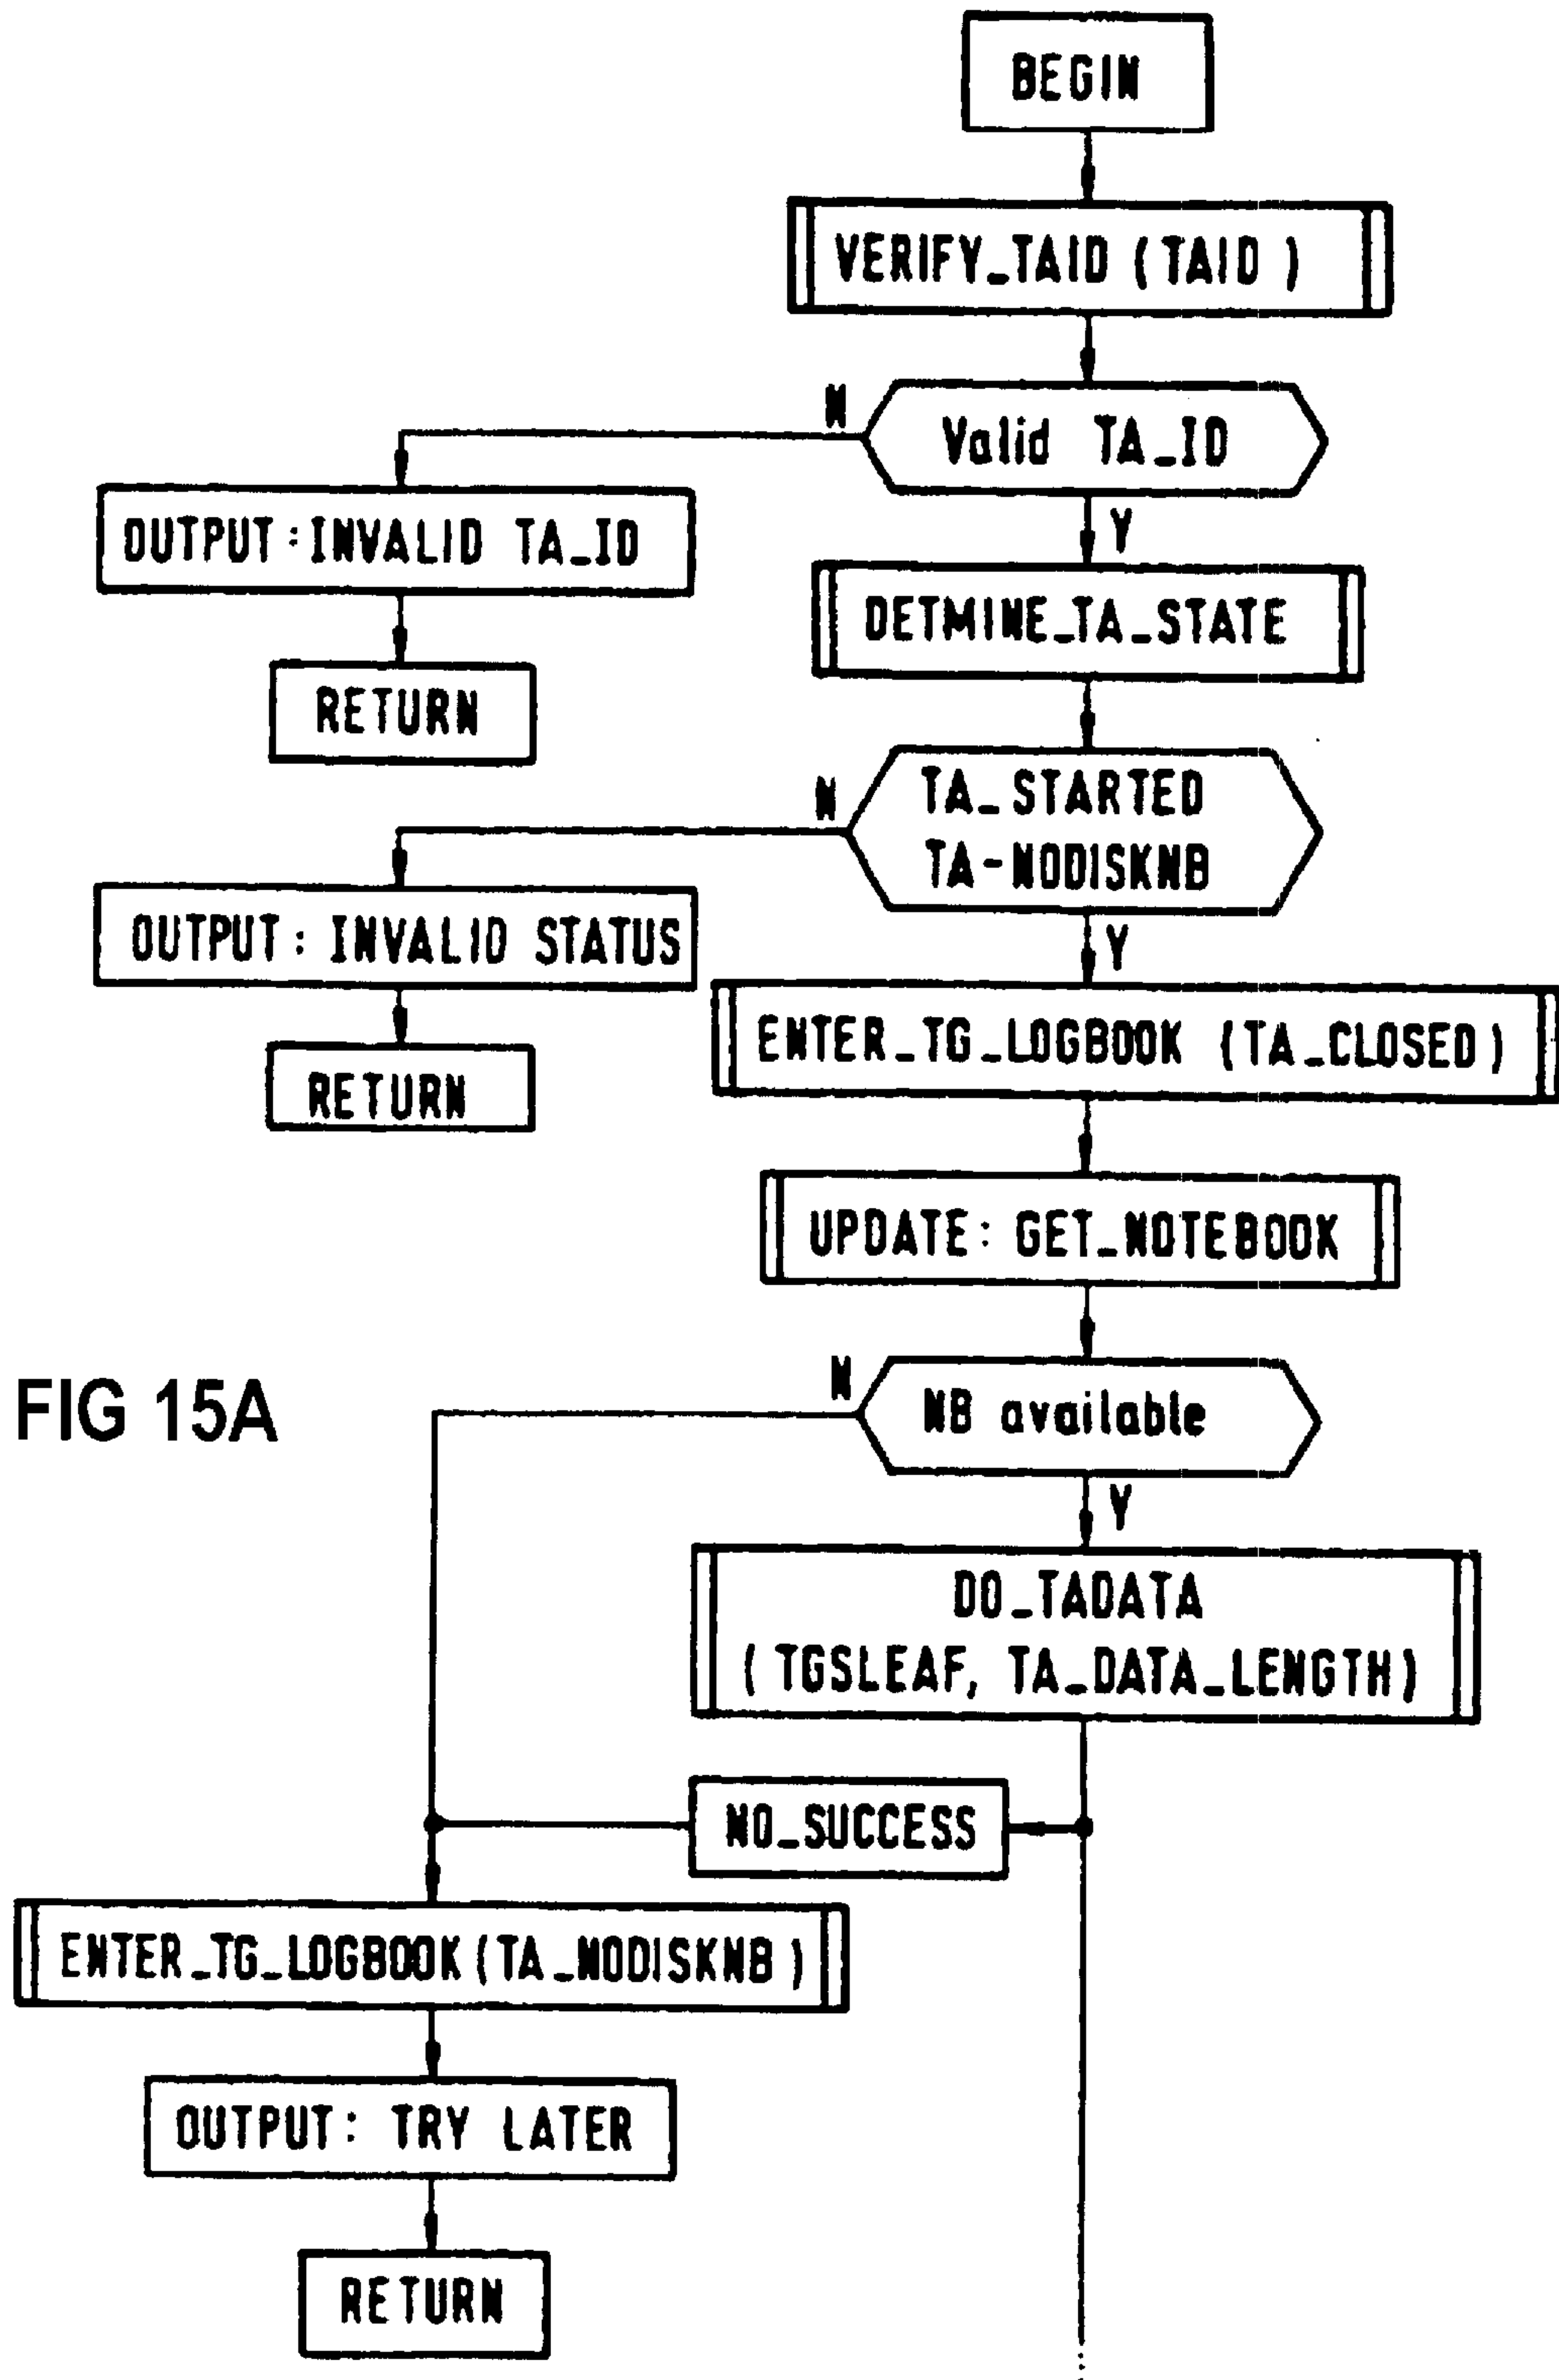 BEGIN
VERIFY_TAID (TAID)
N
Valid TA_ID
OUTPUT:INVALID TA_ID
Y
DETMINE_TA_STATE
RETURN
N
TA_STARTED
TA-NODISKNB
OUTPUT: INVALID STATUS
Y
ENTER_TG_LOGBOOK (TA_CLOSED)
RETURN
UPDATE: GET_NOTEBOOK
FIG 15A
N
NB available
Y
DO_TADATA
(TGSLEAF, TA_DATA_LENGTH)
NO_SUCCESS
ENTER_TG_LOGBOOK(TA_NODISKNB)
OUTPUT: TRY LATER
RETURN